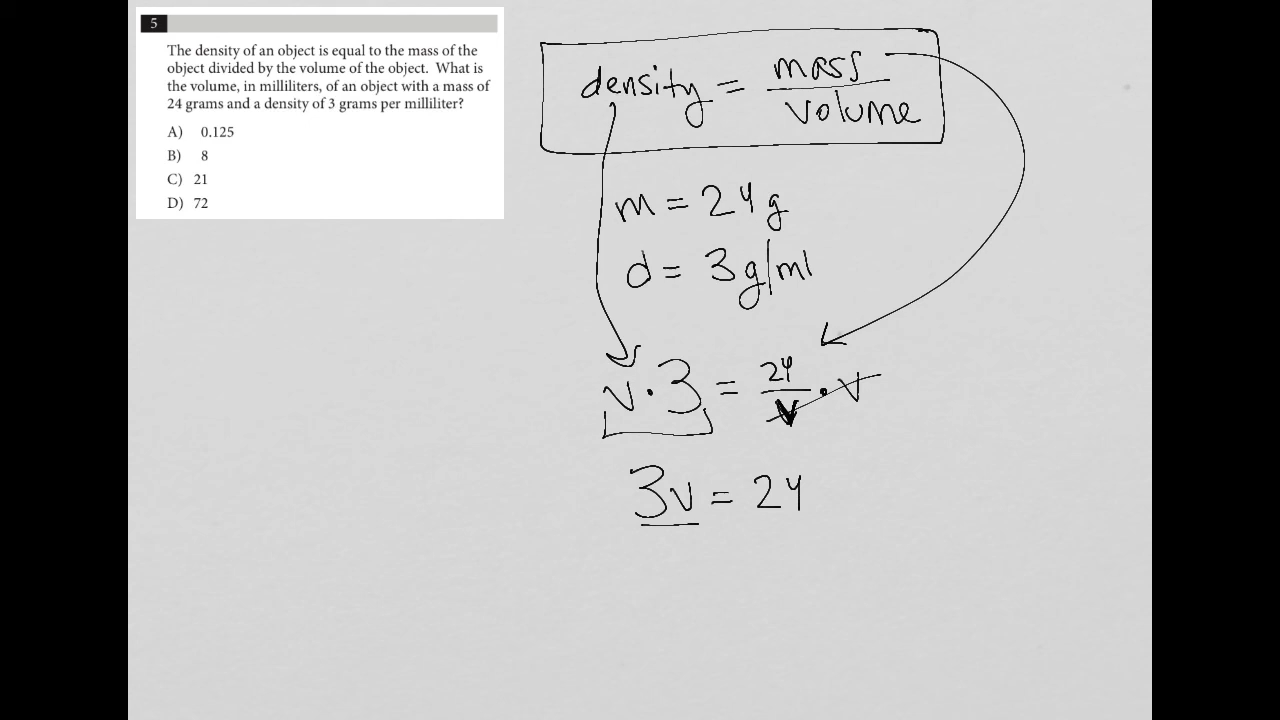 5
The density of an object is equal to the mass of the
object divided by the volume of the object. What is
the volume, in milliliters, of an object with a mass of
24 grams and a density of 3 grams per milliliter?
A) 0.125
B) 8
C) 21
D) 72
density = mass / volume
m = 24g
d = 3g/ml
v · 3 = 24 / v · v
3v = 24